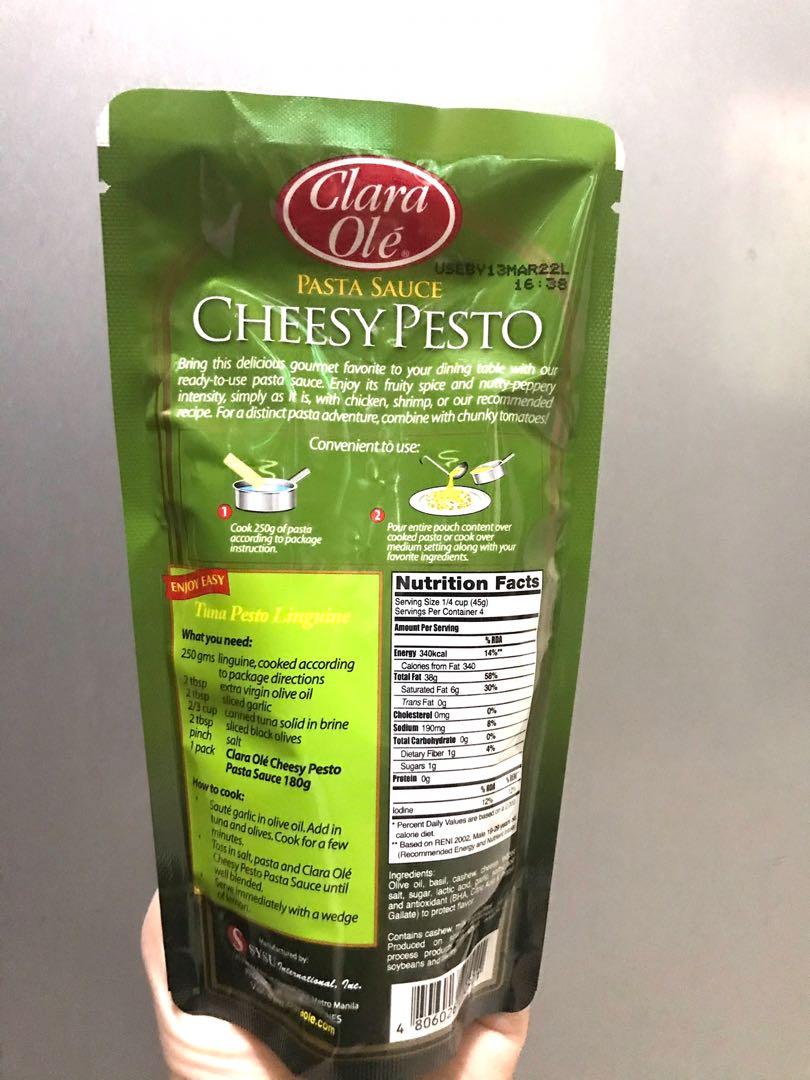 Clara
Olé®
USEBY13MAR22L
16:38
PASTA SAUCE
CHEESY PESTO
Bring this delicious gourmet favorite to your dining table with our
ready-to-use pasta sauce. Enjoy its fruity spice and nutty-peppery
intensity, simply as it is, with chicken, shrimp, or our recommended
recipe. For a distinct pasta adventure, combine with chunky tomatoes!
Convenient to use:
1
Cook 250g of pasta
according to package
instruction.
2
Pour entire pouch content over
cooked pasta or cook over
medium setting along with your
favorite ingredients.
ENJOY EASY
Tuna Pesto Linguine
What you need:
250 gms linguine, cooked according
to package directions
2 tbsp extra virgin olive oil
2 tbsp sliced garlic
2/3 cup canned tuna solid in brine
2 tbsp sliced black olives
pinch salt
1 pack Clara Olé Cheesy Pesto
Pasta Sauce 180g
How to cook:
Sauté garlic in olive oil. Add in
tuna and olives. Cook for a few
minutes.
Toss in salt, pasta and Clara Olé
Cheesy Pesto Pasta Sauce until
well blended.
Serve immediately with a wedge
of lemon.
Nutrition Facts
Serving Size 1/4 cup (45g)
Servings Per Container 4
Amount Per Serving
% RDA
Energy 340kcal 14%**
Calories from Fat 340
Total Fat 38g 58%
Saturated Fat 6g 30%
Trans Fat 0g
Cholesterol 0mg 0%
Sodium 190mg 8%
Total Carbohydrate 0g 0%
Dietary Fiber 1g 4%
Sugars 1g
Protein 0g
% RDA % RENI
Iodine 12% 12%
* Percent Daily Values are based on a
calorie diet.
** Based on RENI 2002, Male 19-29 years
(Recommended Energy and Nutrient
Ingredients:
Olive oil, basil, cashew,
salt, sugar, lactic acid,
and antioxidant (BHA,
Gallate) to protect flavor
Contains cashew,
Produced on
process
soybeans and
Manufactured by:
SYSU International, Inc.
Metro Manila
ole.com
4 80602